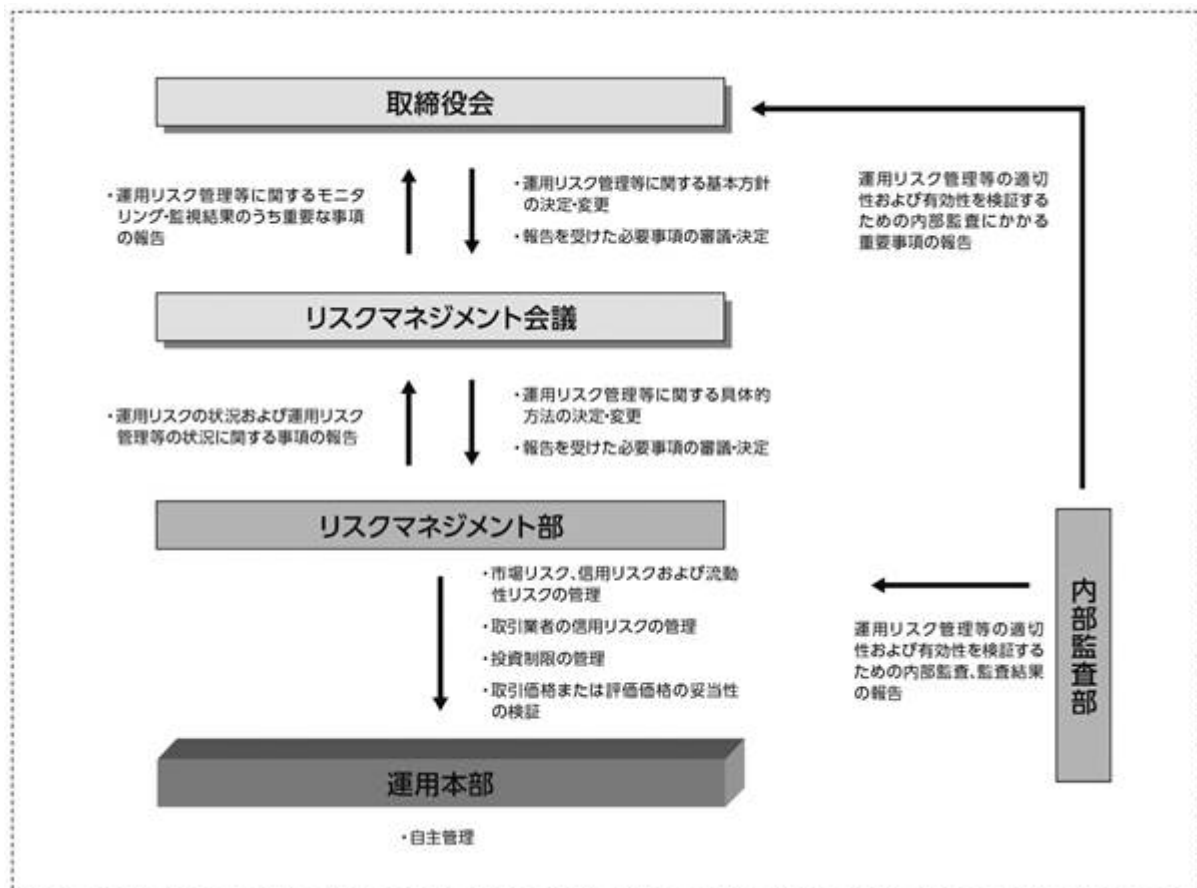 取締役会
・運用リスク管理等に関するモニタ
リング・監視結果のうち重要な事項
の報告
・運用リスク管理等に関する基本方針
の決定・変更
・報告を受けた必要事項の審議・決定
運用リスク管理等の適切
性および有効性を検証する
ための内部監査にかかる
重要事項の報告
リスクマネジメント会議
・運用リスクの状況および運用リスク
管理等の状況に関する事項の報告
・運用リスク管理等に関する具体的
方法の決定・変更
・報告を受けた必要事項の審議・決定
リスクマネジメント部
・市場リスク、信用リスクおよび流動
性リスクの管理
・取引業者の信用リスクの管理
・投資制限の管理
・取引価格または評価価格の妥当性
の検証
運用リスク管理等の適切
性および有効性を検証する
ための内部監査、監査結果
の報告
内部監査部
運用本部
・自主管理